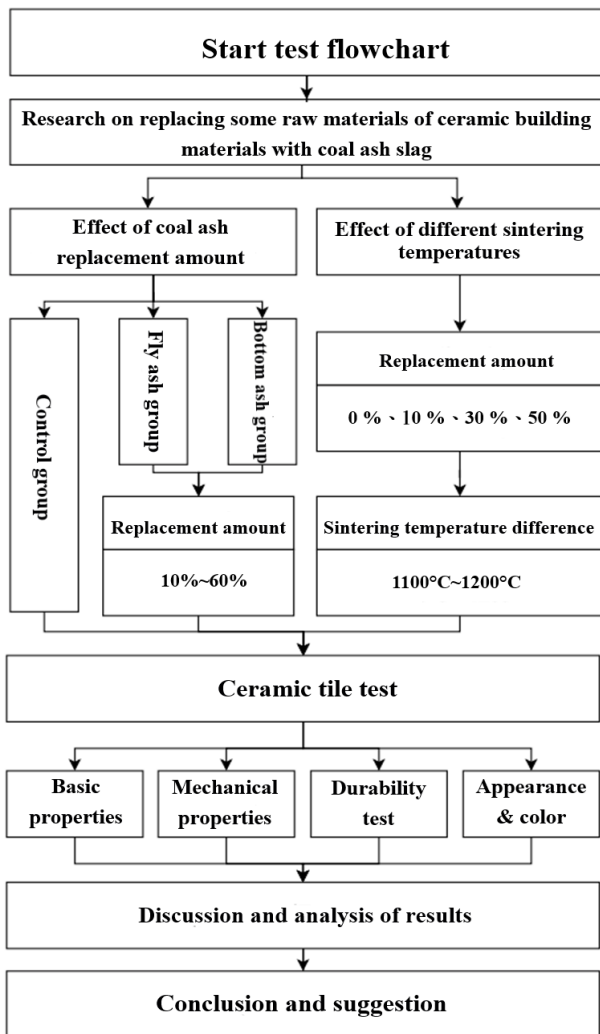 Start test flowchart
Research on replacing some raw materials of ceramic building
materials with coal ash slag
Effect of coal ash
replacement amount
Effect of different sintering
temperatures
Control group
Fly ash group
Bottom ash group
Replacement amount
10%~60%
Replacement amount
0 %、10 %、30 %、50 %
Sintering temperature difference
1100°C~1200°C
Ceramic tile test
Basic
properties
Mechanical
properties
Durability
test
Appearance
& color
Discussion and analysis of results
Conclusion and suggestion